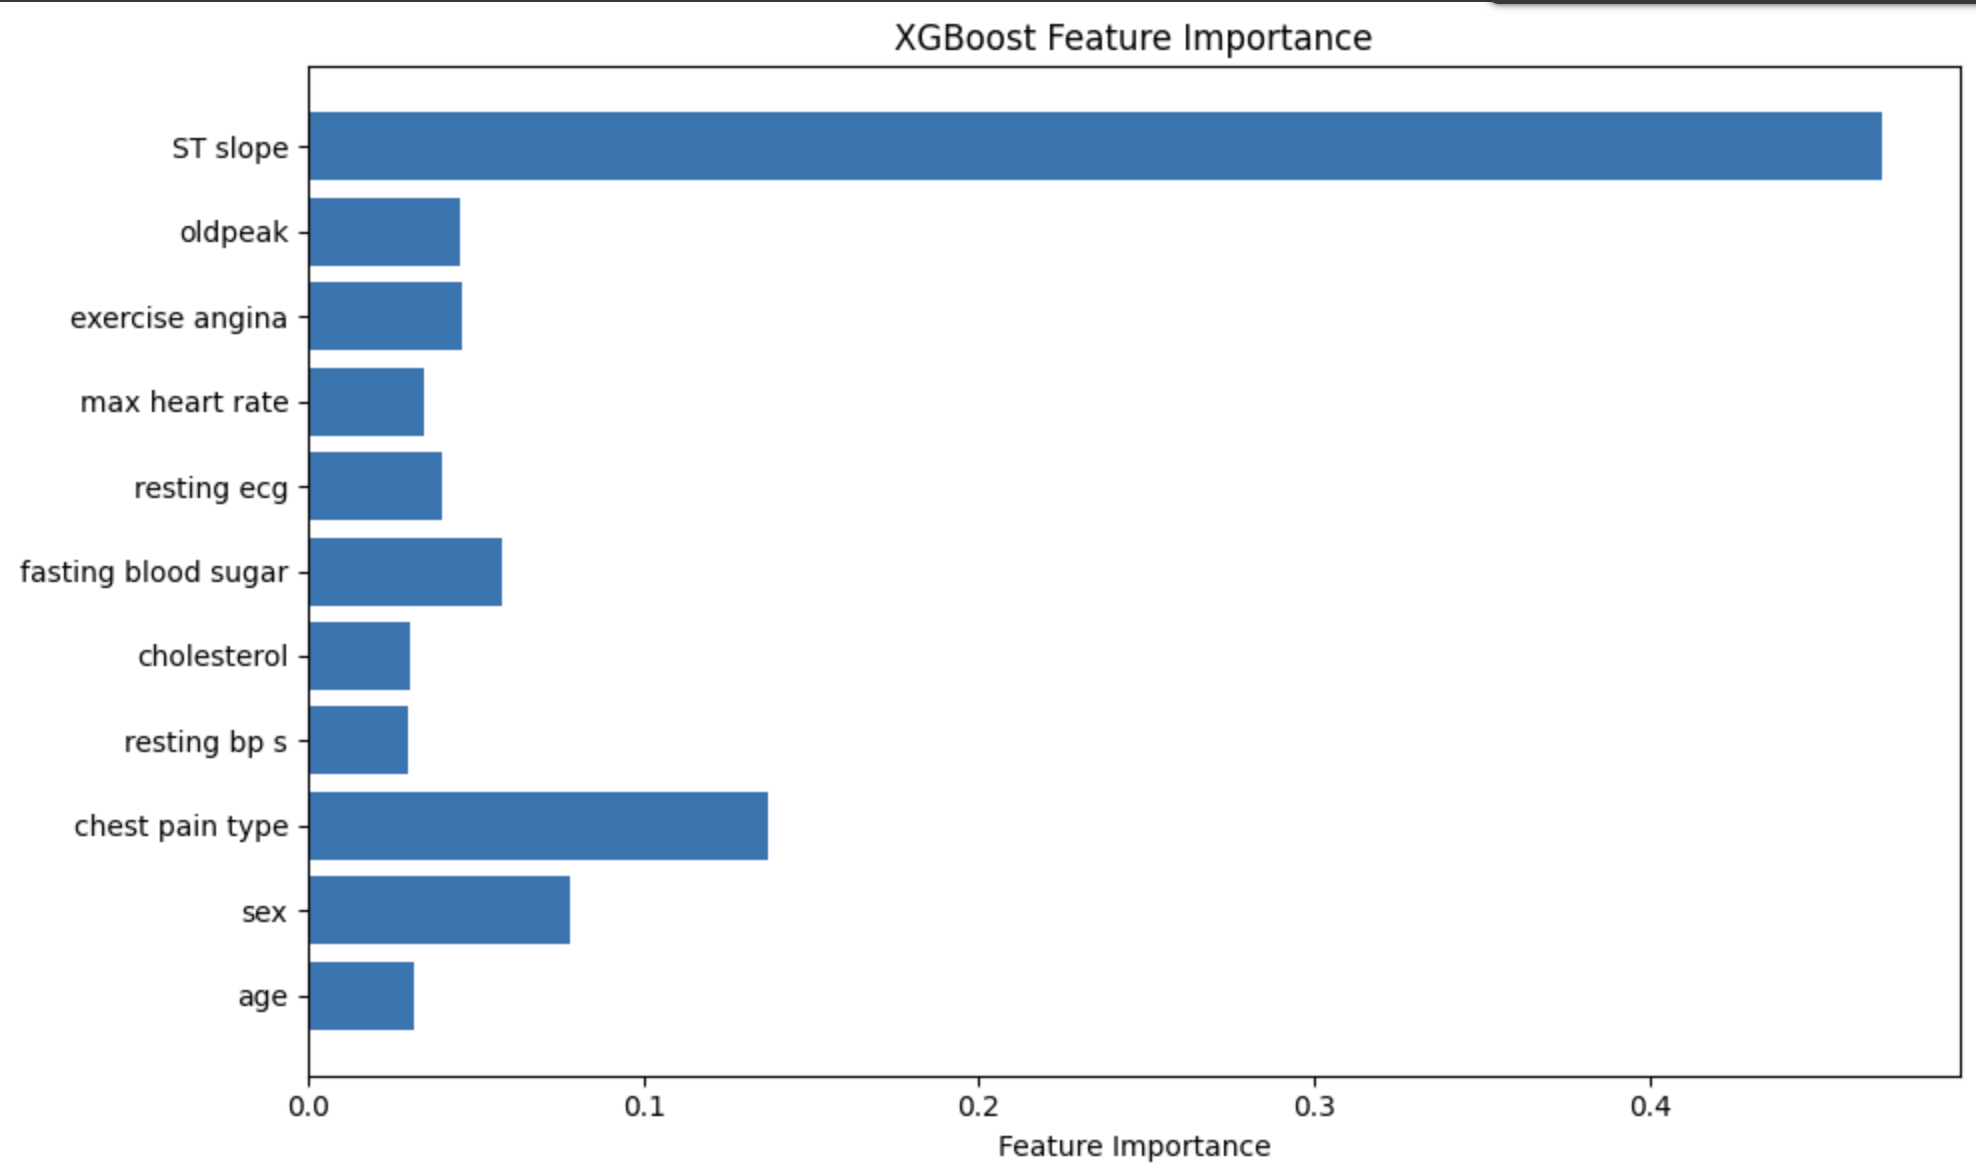 XGBoost Feature Importance
ST slope
oldpeak
exercise angina
max heart rate
resting ecg
fasting blood sugar
cholesterol
resting bp s
chest pain type
sex
age
0.0 0.1 0.2 0.3 0.4
Feature Importance